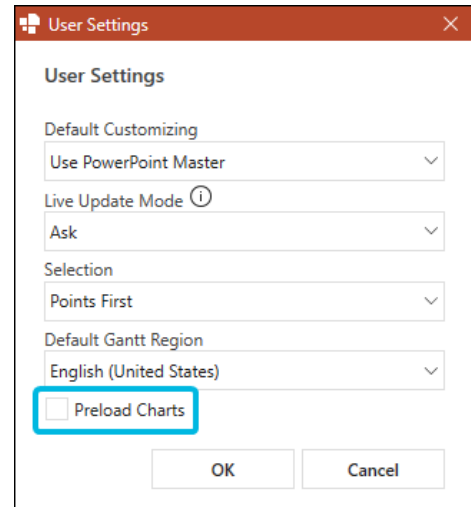 User Settings
User Settings
Default Customizing
Use PowerPoint Master
Live Update Mode
Ask
Selection
Points First
Default Gantt Region
English (United States)
Preload Charts
OK Cancel